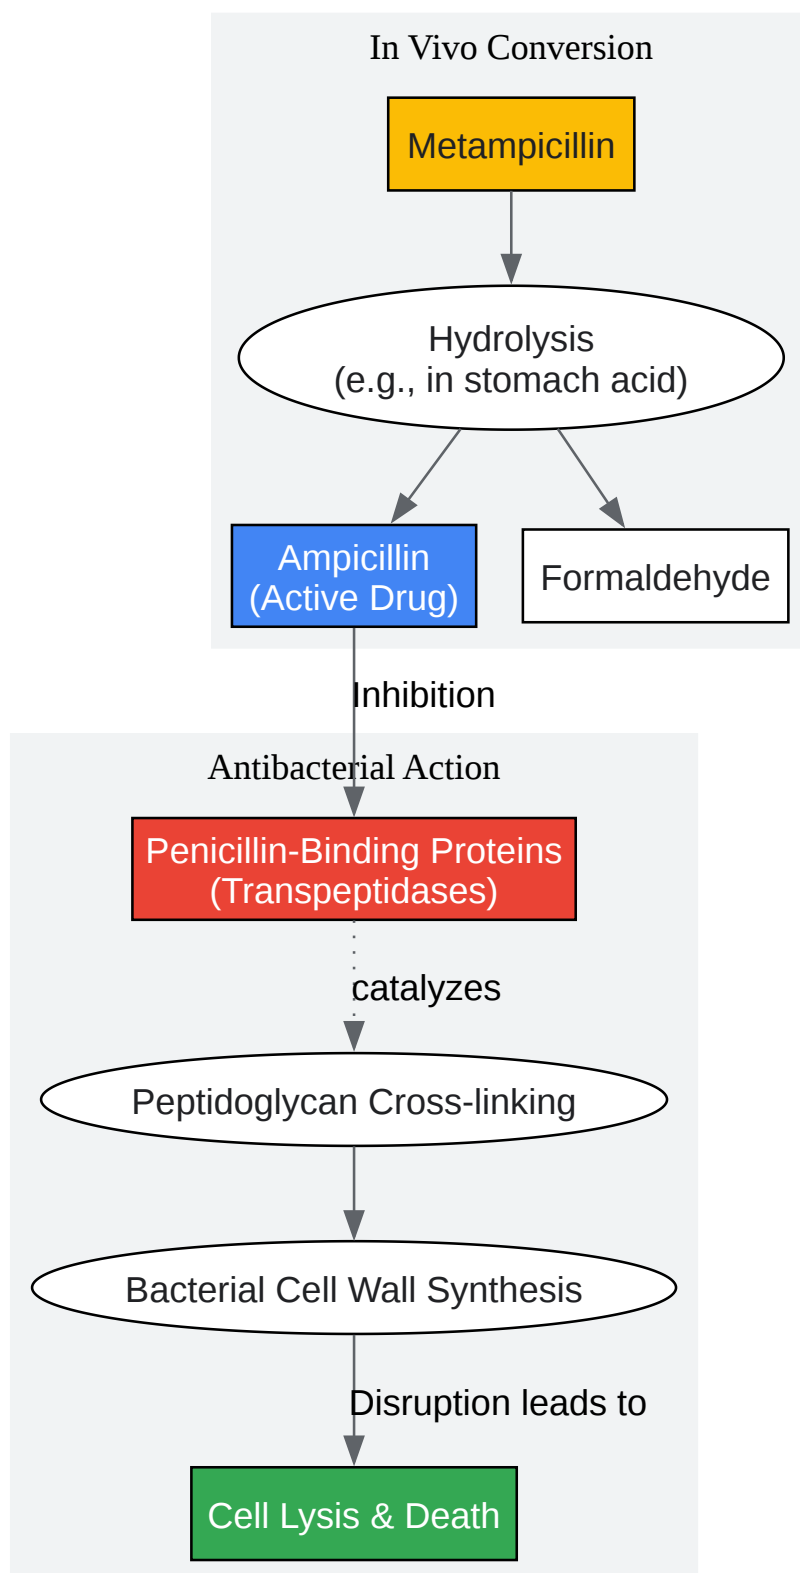 In Vivo Conversion
Metampicillin
Hydrolysis
(e.g., in stomach acid)
Ampicillin
(Active Drug)
Formaldehyde
Inhibition
Antibacterial Action
Penicillin-Binding Proteins
(Transpeptidases)
catalyzes
Peptidoglycan Cross-linking
Bacterial Cell Wall Synthesis
Disruption leads to
Cell Lysis & Death